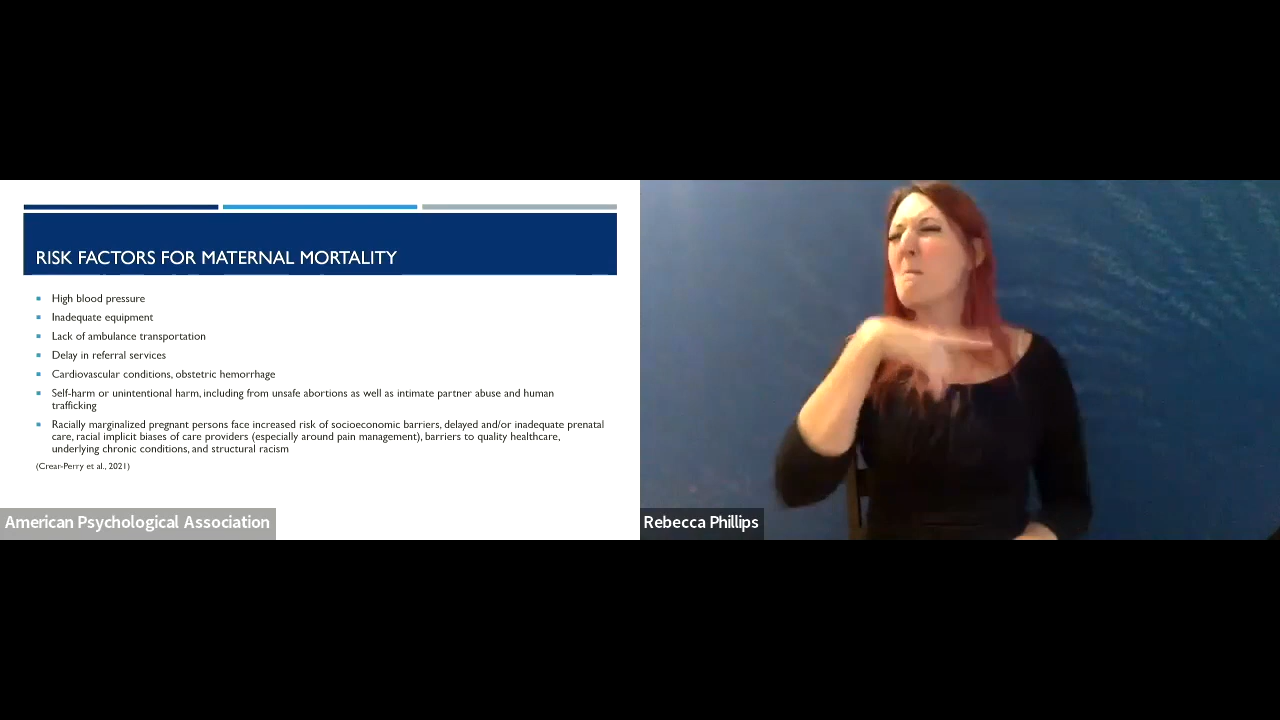 RISK FACTORS FOR MATERNAL MORTALITY
High blood pressure
Inadequate equipment
Lack of ambulance transportation
Delay in referral services
Cardiovascular conditions, obstetric hemorrhage
Self-harm or unintentional harm, including from unsafe abortions as well as intimate partner abuse and human
trafficking
Racially marginalized pregnant persons face increased risk of socioeconomic barriers, delayed and/or inadequate prenatal
care, racial implicit biases of care providers (especially around pain management), barriers to quality healthcare,
underlying chronic conditions, and structural racism
(Crear-Perry et al., 2021)
American Psychological Association
Rebecca Phillips